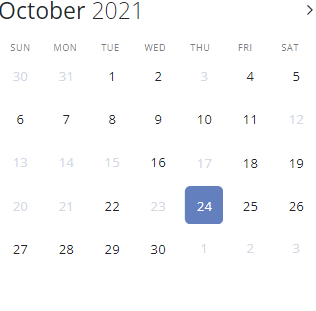 October 2021
SUN MON TUE WED THU FRI SAT
30 31 1 2 3 4 5
6 7 8 9 10 11 12
13 14 15 16 17 18 19
20 21 22 23 24 25 26
27 28 29 30 1 2 3